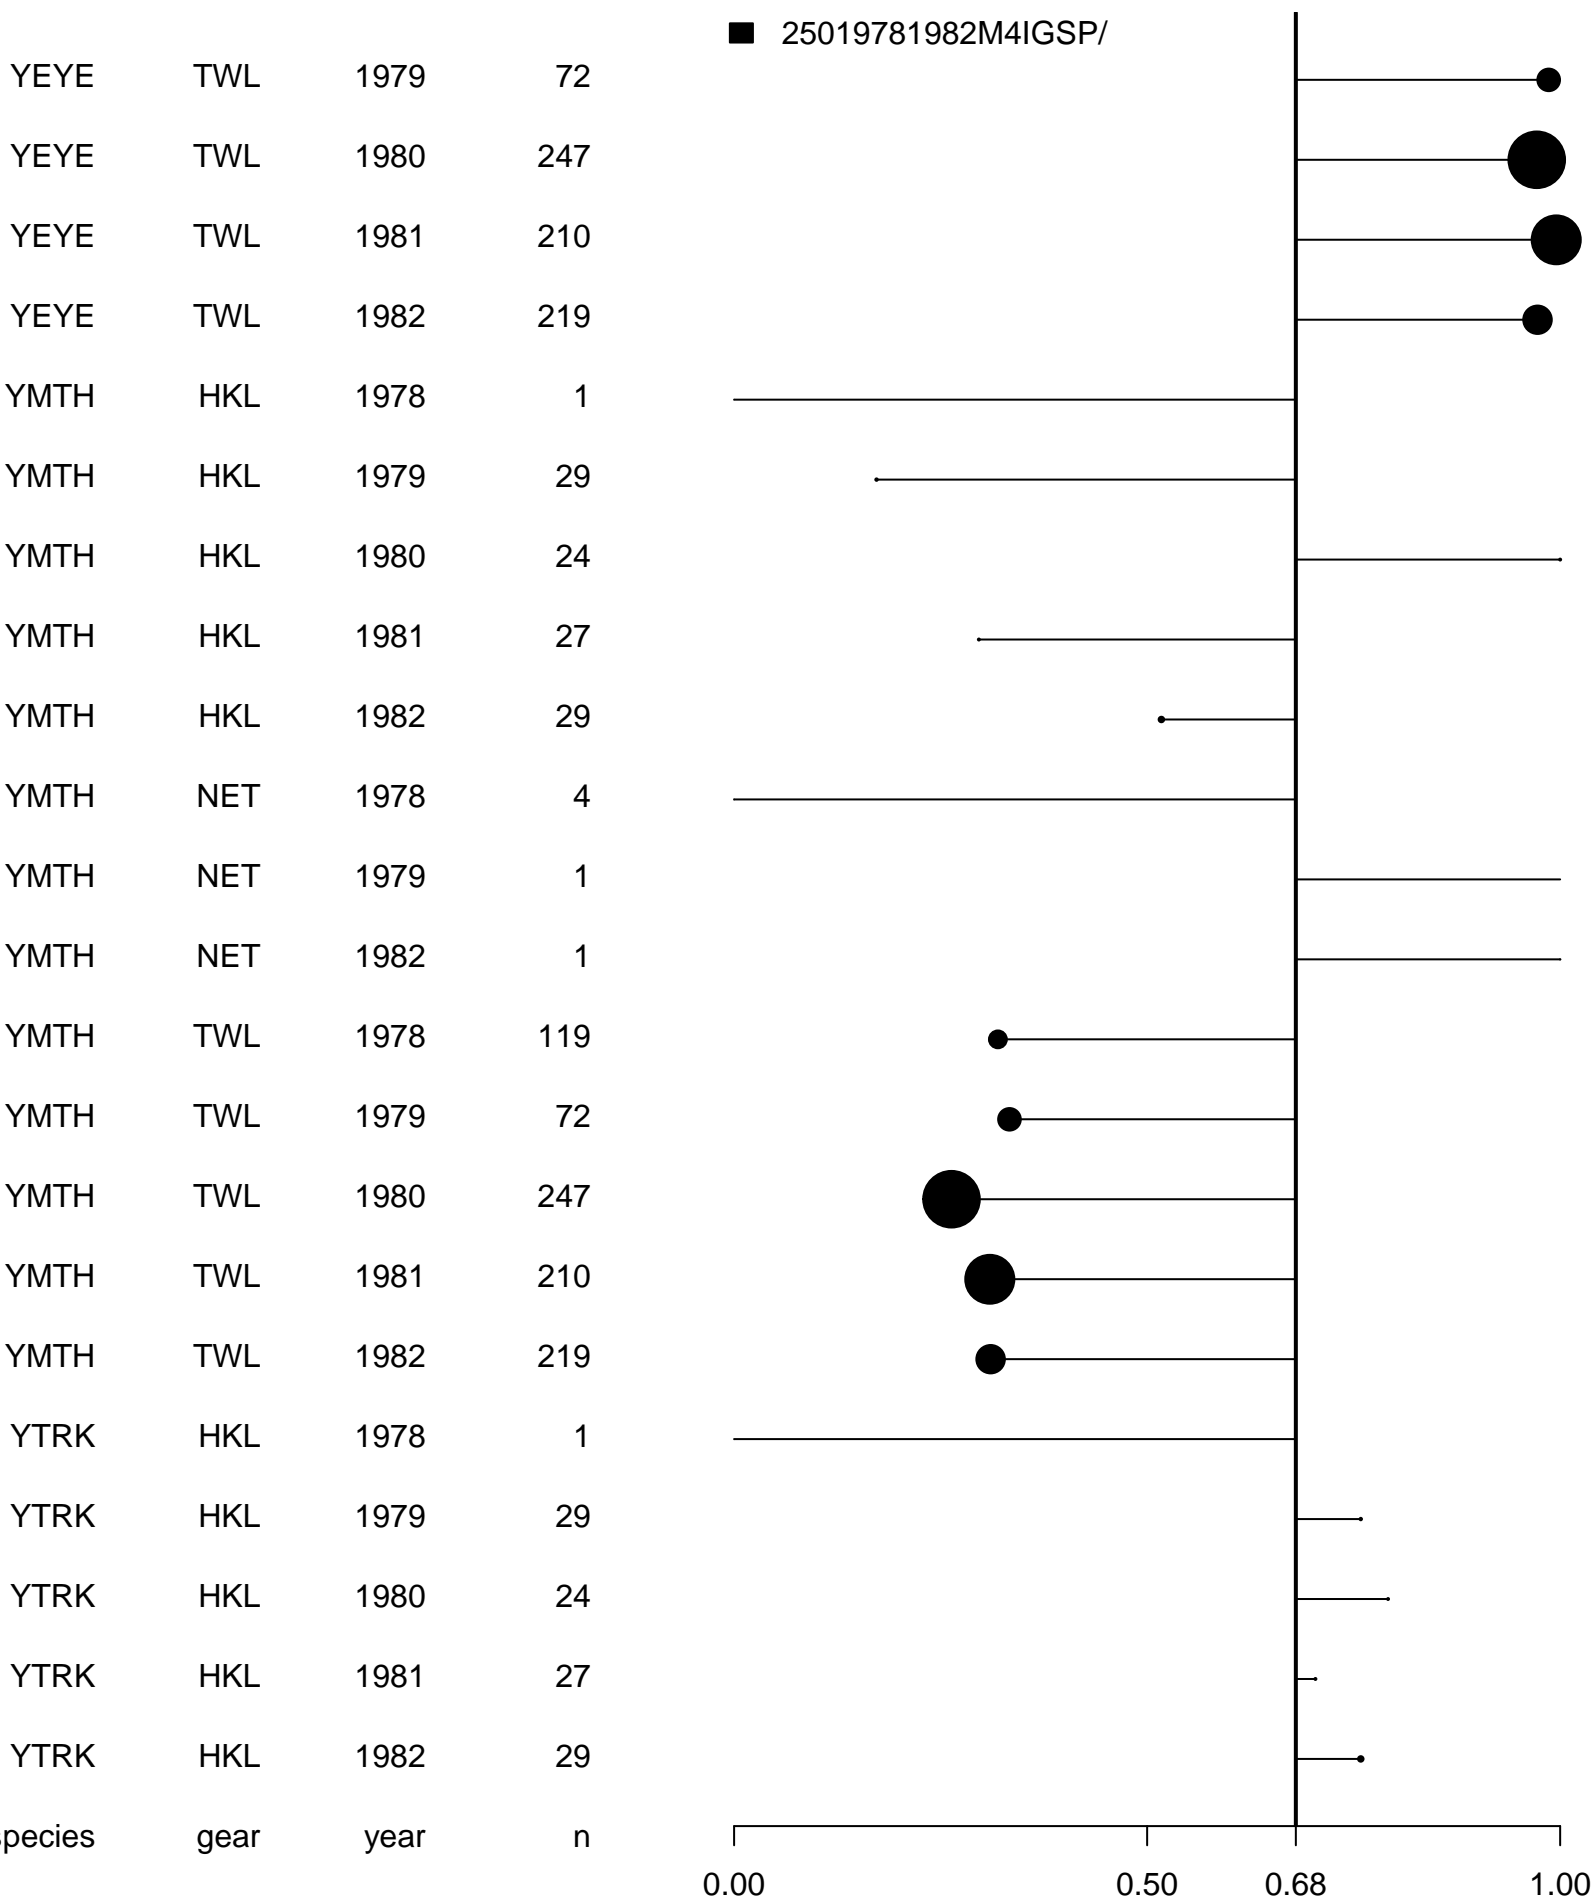 25019781982M4IGSP/
YEYE TWL 1979 72
YEYE TWL 1980 247
YEYE TWL 1981 210
YEYE TWL 1982 219
YMTH HKL 1978 1
YMTH HKL 1979 29
YMTH HKL 1980 24
YMTH HKL 1981 27
YMTH HKL 1982 29
YMTH NET 1978 4
YMTH NET 1979 1
YMTH NET 1982 1
YMTH TWL 1978 119
YMTH TWL 1979 72
YMTH TWL 1980 247
YMTH TWL 1981 210
YMTH TWL 1982 219
YTRK HKL 1978 1
YTRK HKL 1979 29
YTRK HKL 1980 24
YTRK HKL 1981 27
YTRK HKL 1982 29
species gear year n
0.00 0.50 0.68 1.00